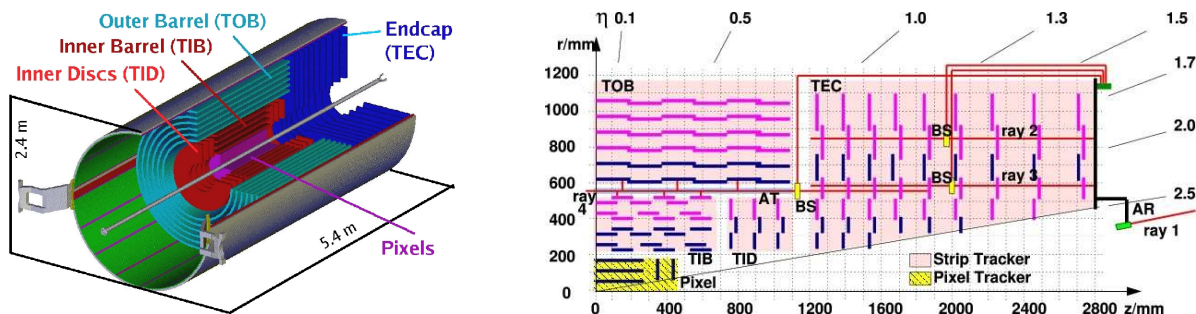 Outer Barrel (TOB)
Inner Barrel (TIB)
Inner Discs (TID)
Endcap
(TEC)
2.4 m
5.4 m
Pixels
η 0.1 0.5 1.0 1.3 1.5
r/mm
1200
1000
800
600
400
200
0
TOB
TEC
1.7
2.0
2.5
BS
ray 2
BS
ray 3
ray
4
AT
BS
AR
ray 1
TIB
TID
Pixel
Strip Tracker
Pixel Tracker
0 400 800 1200 1600 2000 2400 2800 z/mm